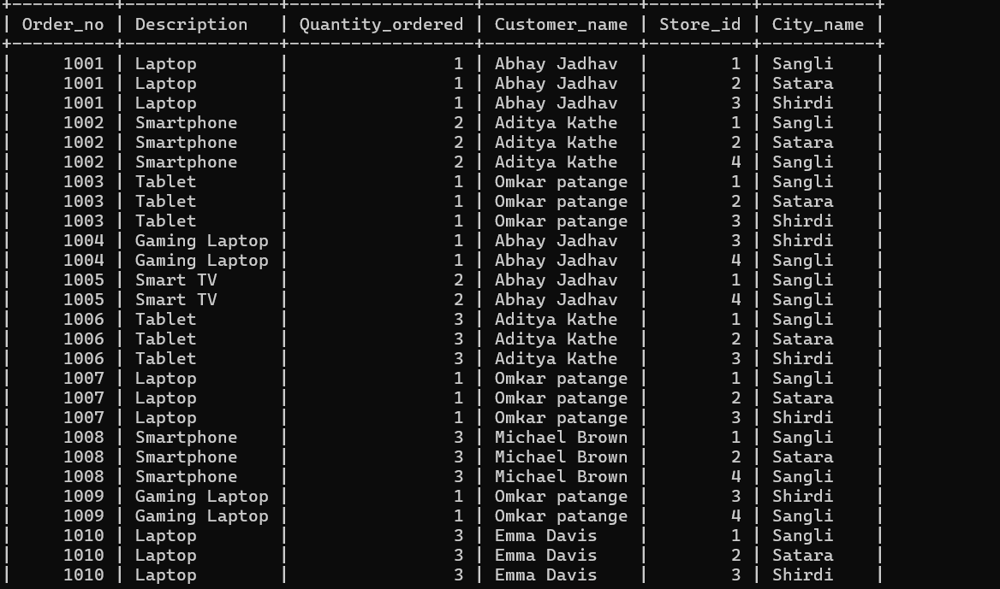 | Order_no | Description | Quantity_ordered | Customer_name | Store_id | City_name |
| 1001 | Laptop | 1 | Abhay Jadhav | 1 | Sangli |
| 1001 | Laptop | 1 | Abhay Jadhav | 2 | Satara |
| 1001 | Laptop | 1 | Abhay Jadhav | 3 | Shirdi |
| 1002 | Smartphone | 2 | Aditya Kathe | 1 | Sangli |
| 1002 | Smartphone | 2 | Aditya Kathe | 2 | Satara |
| 1002 | Smartphone | 2 | Aditya Kathe | 4 | Sangli |
| 1003 | Tablet | 1 | Omkar patange | 1 | Sangli |
| 1003 | Tablet | 1 | Omkar patange | 2 | Satara |
| 1003 | Tablet | 1 | Omkar patange | 3 | Shirdi |
| 1004 | Gaming Laptop | 1 | Abhay Jadhav | 3 | Shirdi |
| 1004 | Gaming Laptop | 1 | Abhay Jadhav | 4 | Sangli |
| 1005 | Smart TV | 2 | Abhay Jadhav | 1 | Sangli |
| 1005 | Smart TV | 2 | Abhay Jadhav | 4 | Sangli |
| 1006 | Tablet | 3 | Aditya Kathe | 1 | Sangli |
| 1006 | Tablet | 3 | Aditya Kathe | 2 | Satara |
| 1006 | Tablet | 3 | Aditya Kathe | 3 | Shirdi |
| 1007 | Laptop | 1 | Omkar patange | 1 | Sangli |
| 1007 | Laptop | 1 | Omkar patange | 2 | Satara |
| 1007 | Laptop | 1 | Omkar patange | 3 | Shirdi |
| 1008 | Smartphone | 3 | Michael Brown | 1 | Sangli |
| 1008 | Smartphone | 3 | Michael Brown | 2 | Satara |
| 1008 | Smartphone | 3 | Michael Brown | 4 | Sangli |
| 1009 | Gaming Laptop | 1 | Omkar patange | 3 | Shirdi |
| 1009 | Gaming Laptop | 1 | Omkar patange | 4 | Sangli |
| 1010 | Laptop | 3 | Emma Davis | 1 | Sangli |
| 1010 | Laptop | 3 | Emma Davis | 2 | Satara |
| 1010 | Laptop | 3 | Emma Davis | 3 | Shirdi |